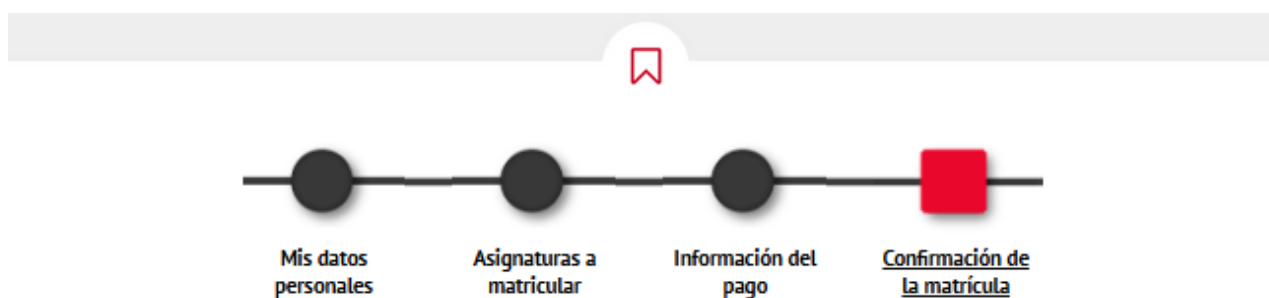 Mis datos
personales
Asignaturas a
matricular
Información del
pago
Confirmación de
la matrícula